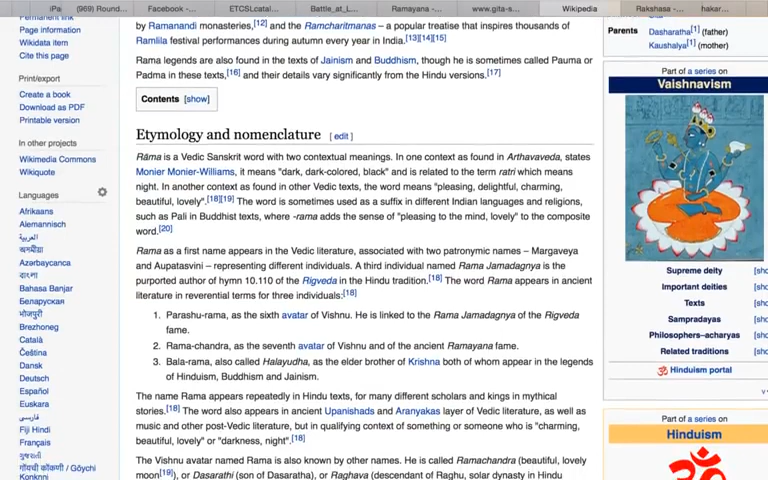 (969) Round...
Facebook -...
ETCSLcatal...
Battle_at_L...
Ramayana -...
www.gita-s...
Wikipedia
Rakshasa -...
hakar...
Permanent link
Page information
Wikidata item
Cite this page
Print/export
Create a book
Download as PDF
Printable version
In other projects
Wikimedia Commons
Wikiquote
Languages
Afrikaans
Alemannisch
العربية
অসমীয়া
Azərbaycanca
বাংলা
Bahasa Banjar
Беларуская
भोजपुरी
Brezhoneg
Català
Čeština
Dansk
Deutsch
Español
Euskara
فارسی
Fiji Hindi
Français
ગુજરાતી
गोंयची कोंकणी / Gõychi
Konknni
by Ramanandi monasteries,[12] and the Ramcharitmanas – a popular treatise that inspires thousands of
Ramlila festival performances during autumn every year in India.[13][14][15]
Rama legends are also found in the texts of Jainism and Buddhism, though he is sometimes called Pauma or
Padma in these texts,[16] and their details vary significantly from the Hindu versions.[17]
Contents [show]
Etymology and nomenclature [ edit ]
Rāma is a Vedic Sanskrit word with two contextual meanings. In one context as found in Arthavaveda, states
Monier Monier-Williams, it means "dark, dark-colored, black" and is related to the term ratri which means
night. In another context as found in other Vedic texts, the word means "pleasing, delightful, charming,
beautiful, lovely".[18][19] The word is sometimes used as a suffix in different Indian languages and religions,
such as Pali in Buddhist texts, where -rama adds the sense of "pleasing to the mind, lovely" to the composite
word.[20]
Rama as a first name appears in the Vedic literature, associated with two patronymic names – Margaveya
and Aupatasvini – representing different individuals. A third individual named Rama Jamadagnya is the
purported author of hymn 10.110 of the Rigveda in the Hindu tradition.[18] The word Rama appears in ancient
literature in reverential terms for three individuals:[18]
1. Parashu-rama, as the sixth avatar of Vishnu. He is linked to the Rama Jamadagnya of the Rigveda
fame.
2. Rama-chandra, as the seventh avatar of Vishnu and of the ancient Ramayana fame.
3. Bala-rama, also called Halayudha, as the elder brother of Krishna both of whom appear in the legends
of Hinduism, Buddhism and Jainism.
The name Rama appears repeatedly in Hindu texts, for many different scholars and kings in mythical
stories.[18] The word also appears in ancient Upanishads and Aranyakas layer of Vedic literature, as well as
music and other post-Vedic literature, but in qualifying context of something or someone who is "charming,
beautiful, lovely" or "darkness, night".[18]
The Vishnu avatar named Rama is also known by other names. He is called Ramachandra (beautiful, lovely
moon[19]), or Dasarathi (son of Dasaratha), or Raghava (descendant of Raghu, solar dynasty in Hindu
Parents Dasharatha[1] (father)
Kaushalya[1] (mother)
Part of a series on
Vaishnavism
Supreme deity [sho
Important deities [sho
Texts [sho
Sampradayas [sho
Philosophers–acharyas [sho
Related traditions [sho
Hinduism portal
Part of a series on
Hinduism
ॐ